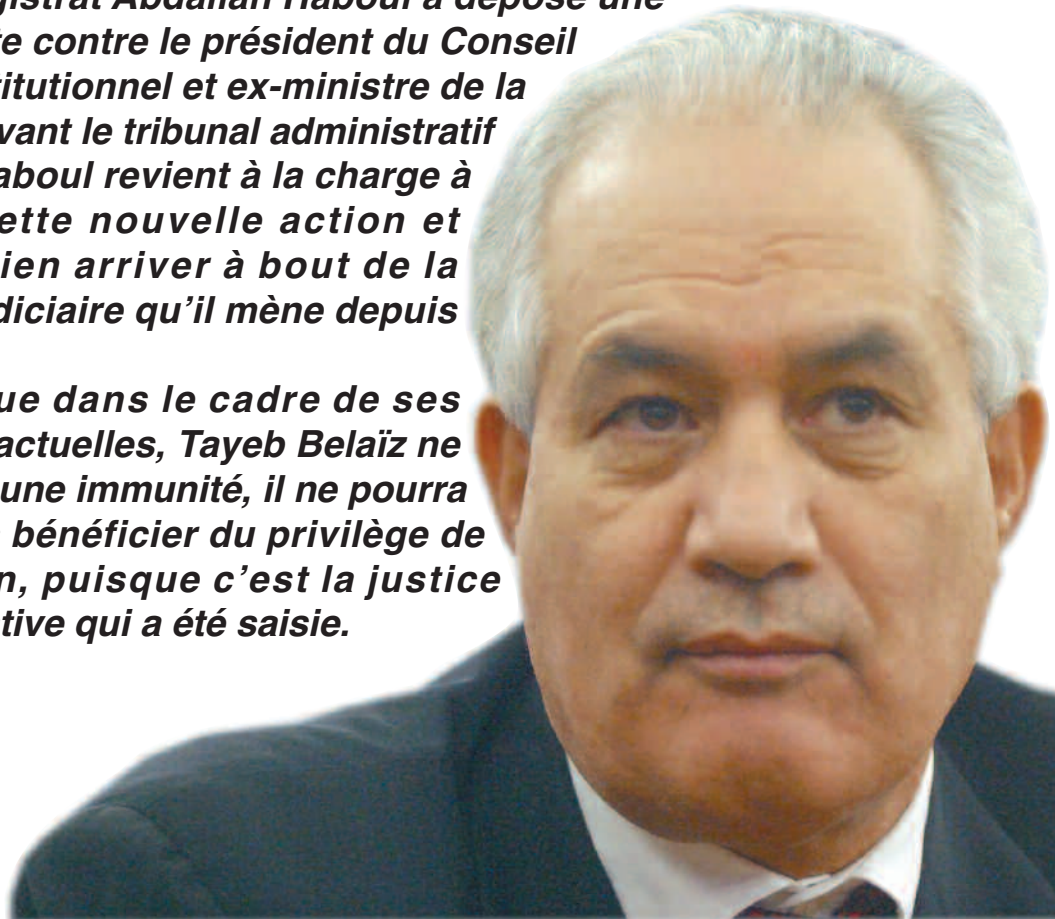 gistrat Abdallah Haboul a déposé une
te contre le président du Conseil
titutionnel et ex-ministre de la
vant le tribunal administratif
aboul revient à la charge à
ette nouvelle action et
ien arriver à bout de la
diciaire qu'il mène depuis
ue dans le cadre de ses
actuelles, Tayeb Belaïz ne
une immunité, il ne pourra
bénéficier du privilège de
n, puisque c'est la justice
tive qui a été saisie.